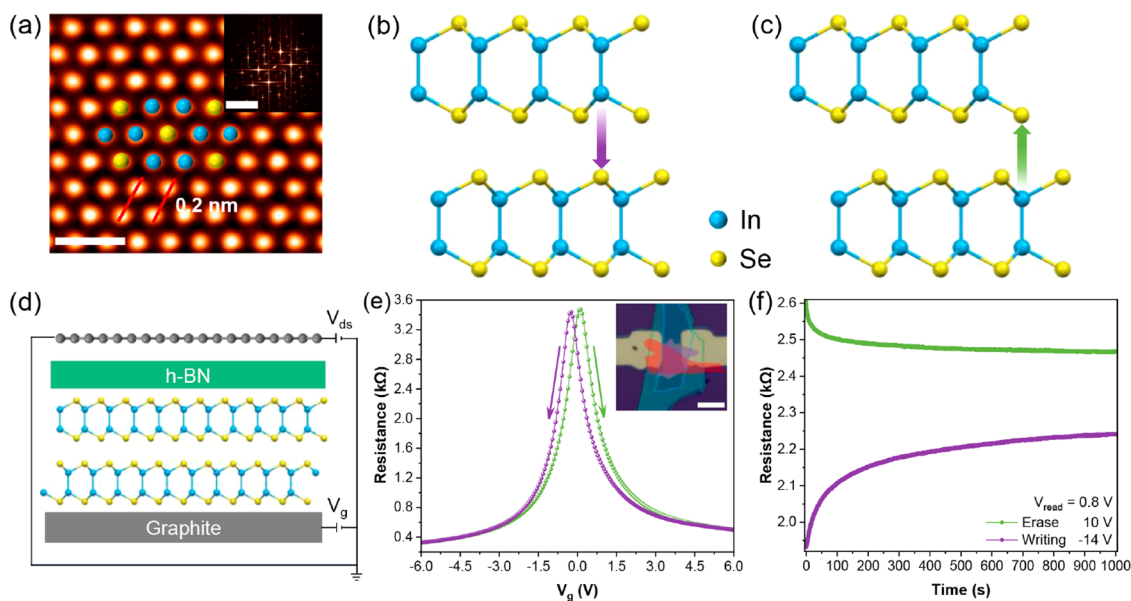 (a)
0.2 nm
(b)
(c)
In
Se
(d)
V_ds
h-BN
Graphite
V_g
(e)
3.6
3.2
2.8
2.4
2.0
1.6
1.2
0.8
0.4
Resistance (kΩ)
-6.0 -4.5 -3.0 -1.5 0.0 1.5 3.0 4.5 6.0
V_g (V)
(f)
2.6
2.5
2.4
2.3
2.2
2.1
2.0
Resistance (kΩ)
V_read = 0.8 V
Erase 10 V
Writing -14 V
0 100 200 300 400 500 600 700 800 900 1000
Time (s)